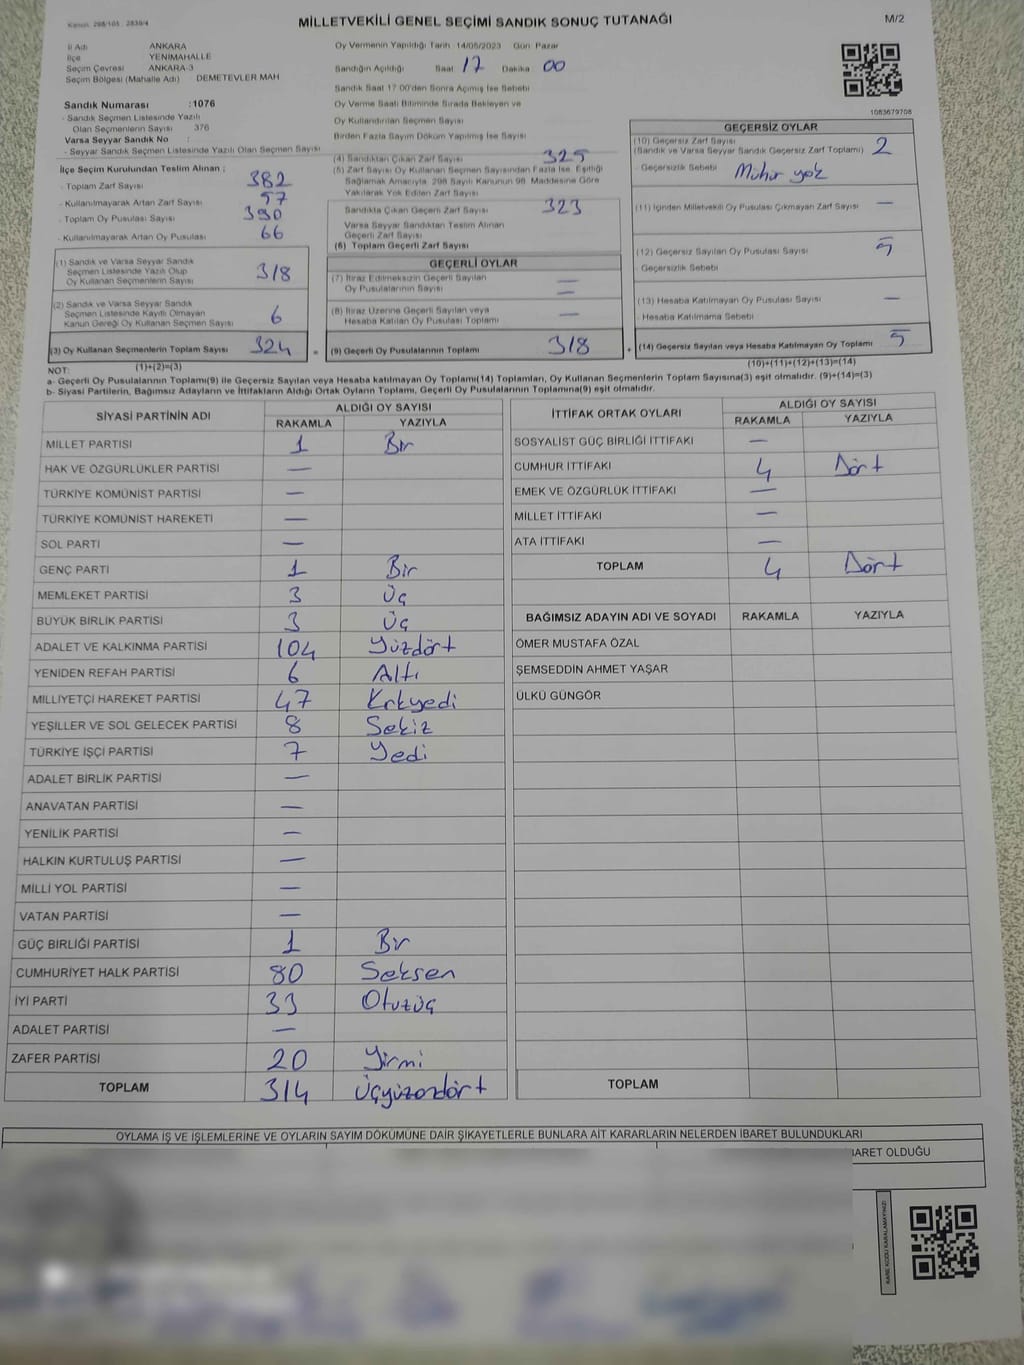 Kanun: 298/105 - 2839/4
MİLLETVEKİLİ GENEL SEÇİMİ SANDIK SONUÇ TUTANAĞI
M/2
İl Adı ANKARA
İlçe YENİMAHALLE
Seçim Çevresi ANKARA-3
Seçim Bölgesi (Mahalle Adı) DEMETEVLER MAH
Sandık Numarası :1076
- Sandık Seçmen Listesinde Yazılı
Olan Seçmenlerin Sayısı : 376
Varsa Seyyar Sandık No :
- Seyyar Sandık Seçmen Listesinde Yazılı Olan Seçmen Sayısı
Oy Vermenin Yapıldığı Tarih 14/05/2023 Gün Pazar
Sandığın Açıldığı Saat 17 Dakika 00
Sandık Saat 17.00'den Sonra Açılmış İse Sebebi
Oy Verme Saati Bitiminde Sırada Bekleyen ve
Oy Kullandırılan Seçmen Sayısı
Birden Fazla Sayım Döküm Yapılmış İse Sayısı
1083679708
İlçe Seçim Kurulundan Teslim Alınan ;
- Toplam Zarf Sayısı 382
- Kullanılmayarak Artan Zarf Sayısı 57
- Toplam Oy Pusulası Sayısı 390
- Kullanılmayarak Artan Oy Pusulası 66
(1) Sandık ve Varsa Seyyar Sandık
Seçmen Listesinde Yazılı Olup
Oy Kullanan Seçmenlerin Sayısı 318
(2) Sandık ve Varsa Seyyar Sandık
Seçmen Listesinde Kayıtlı Olmayan
Kanun Gereği Oy Kullanan Seçmen Sayısı 6
(3) Oy Kullanan Seçmenlerin Toplam Sayısı 324
(1)+(2)=(3)
(4) Sandıktan Çıkan Zarf Sayısı 325
(5) Zarf Sayısı Oy Kullanan Seçmen Sayısından Fazla İse, Eşitliği
Sağlamak Amacıyla, 298 Sayılı Kanunun 98. Maddesine Göre
Yakılarak Yok Edilen Zarf Sayısı
Sandıkta Çıkan Geçerli Zarf Sayısı 323
Varsa Seyyar Sandıktan Teslim Alınan
Geçerli Zarf Sayısı
(6) Toplam Geçerli Zarf Sayısı
GEÇERLİ OYLAR
(7) İtiraz Edilmeksizin Geçerli Sayılan
Oy Pusulalarının Sayısı —
—
(8) İtiraz Üzerine Geçerli Sayılan veya
Hesaba Katılan Oy Pusulası Toplamı —
= (9) Geçerli Oy Pusulalarının Toplamı 318
GEÇERSİZ OYLAR
(10) Geçersiz Zarf Sayısı
(Sandık ve Varsa Seyyar Sandık Geçersiz Zarf Toplamı) 2
- Geçersizlik Sebebi Mühür yok
(11) İçinden Milletvekili Oy Pusulası Çıkmayan Zarf Sayısı —
(12) Geçersiz Sayılan Oy Pusulası Sayısı 5
- Geçersizlik Sebebi
(13) Hesaba Katılmayan Oy Pusulası Sayısı —
- Hesaba Katılmama Sebebi
+ (14) Geçersiz Sayılan veya Hesaba Katılmayan Oy Toplamı 5
(10)+(11)+(12)+(13)=(14)
NOT:
a- Geçerli Oy Pusulalarının Toplamı(9) ile Geçersiz Sayılan veya Hesaba Katılmayan Oy Toplamı(14) Toplamları, Oy Kullanan Seçmenlerin Toplam Sayısına(3) eşit olmalıdır. (9)+(14)=(3)
b- Siyasi Partilerin, Bağımsız Adayların ve İttifakların Aldığı Ortak Oyların Toplamı, Geçerli Oy Pusulalarının Toplamına(9) eşit olmalıdır.
SİYASİ PARTİNİN ADI ALDIĞI OY SAYISI
RAKAMLA YAZIYLA
MİLLET PARTİSİ 1 Bir
HAK VE ÖZGÜRLÜKLER PARTİSİ —
TÜRKİYE KOMÜNİST PARTİSİ —
TÜRKİYE KOMÜNİST HAREKETİ —
SOL PARTİ —
GENÇ PARTİ 1 Bir
MEMLEKET PARTİSİ 3 Üç
BÜYÜK BİRLİK PARTİSİ 3 Üç
ADALET VE KALKINMA PARTİSİ 104 Yüzdört
YENİDEN REFAH PARTİSİ 6 Altı
MİLLİYETÇİ HAREKET PARTİSİ 47 Kırkyedi
YEŞİLLER VE SOL GELECEK PARTİSİ 8 Sekiz
TÜRKİYE İŞÇİ PARTİSİ 7 Yedi
ADALET BİRLİK PARTİSİ —
ANAVATAN PARTİSİ —
YENİLİK PARTİSİ —
HALKIN KURTULUŞ PARTİSİ —
MİLLİ YOL PARTİSİ —
VATAN PARTİSİ —
GÜÇ BİRLİĞİ PARTİSİ 1 Bir
CUMHURİYET HALK PARTİSİ 80 Seksen
İYİ PARTİ 33 Otuzüç
ADALET PARTİSİ —
ZAFER PARTİSİ 20 Yirmi
TOPLAM 314 Üçyüzondört
İTTİFAK ORTAK OYLARI ALDIĞI OY SAYISI
RAKAMLA YAZIYLA
SOSYALİST GÜÇ BİRLİĞİ İTTİFAKI —
CUMHUR İTTİFAKI 4 Dört
EMEK VE ÖZGÜRLÜK İTTİFAKI —
MİLLET İTTİFAKI —
ATA İTTİFAKI —
TOPLAM 4 Dört
BAĞIMSIZ ADAYIN ADI VE SOYADI RAKAMLA YAZIYLA
ÖMER MUSTAFA ÖZAL
ŞEMSEDDİN AHMET YAŞAR
ÜLKÜ GÜNGÖR
TOPLAM
OYLAMA İŞ VE İŞLEMLERİNE VE OYLARIN SAYIM DÖKÜMÜNE DAİR ŞİKAYETLERLE BUNLARA AİT KARARLARIN NELERDEN İBARET BULUNDUKLARI
BARET OLDUĞU
KARE KODU KARALAMAYINIZ!